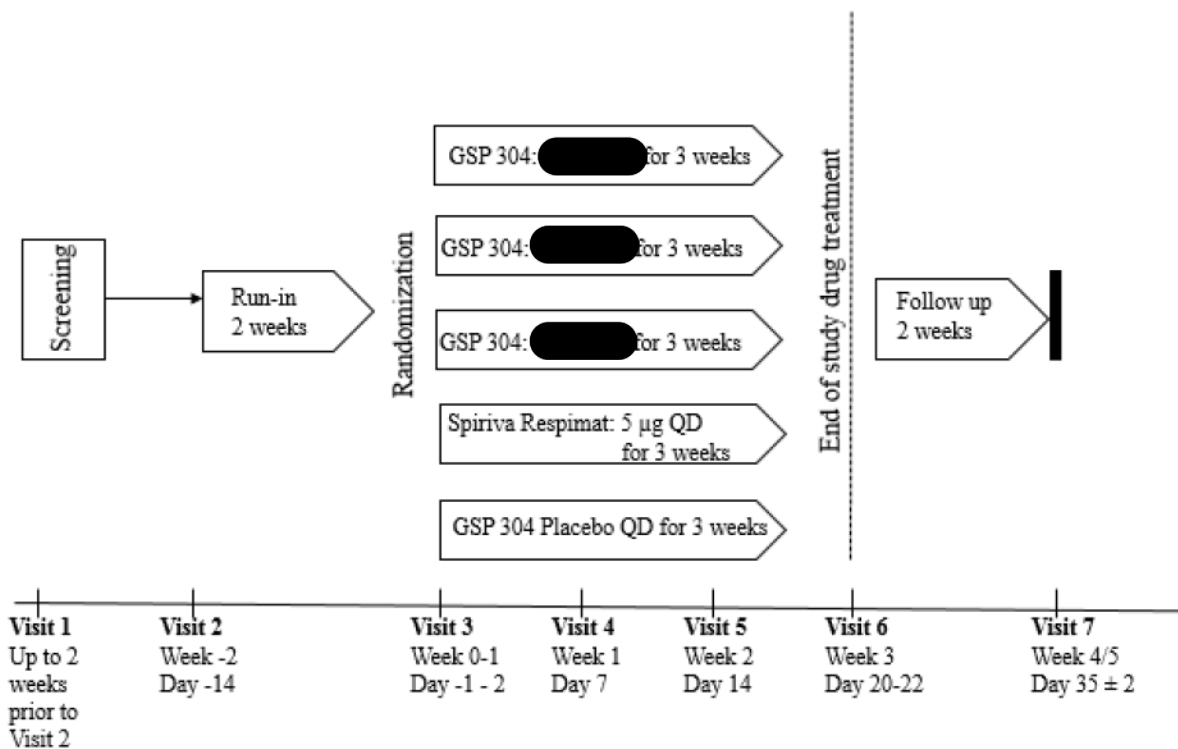 GSP 304: for 3 weeks
GSP 304: for 3 weeks
Screening
Run-in
2 weeks
Randomization
GSP 304: for 3 weeks
Spiriva Respimat: 5 µg QD
for 3 weeks
GSP 304 Placebo QD for 3 weeks
End of study drug treatment
Follow up
2 weeks
Visit 1
Up to 2
weeks
prior to
Visit 2
Visit 2
Week -2
Day -14
Visit 3
Week 0-1
Day -1 - 2
Visit 4
Week 1
Day 7
Visit 5
Week 2
Day 14
Visit 6
Week 3
Day 20-22
Visit 7
Week 4/5
Day 35 ± 2